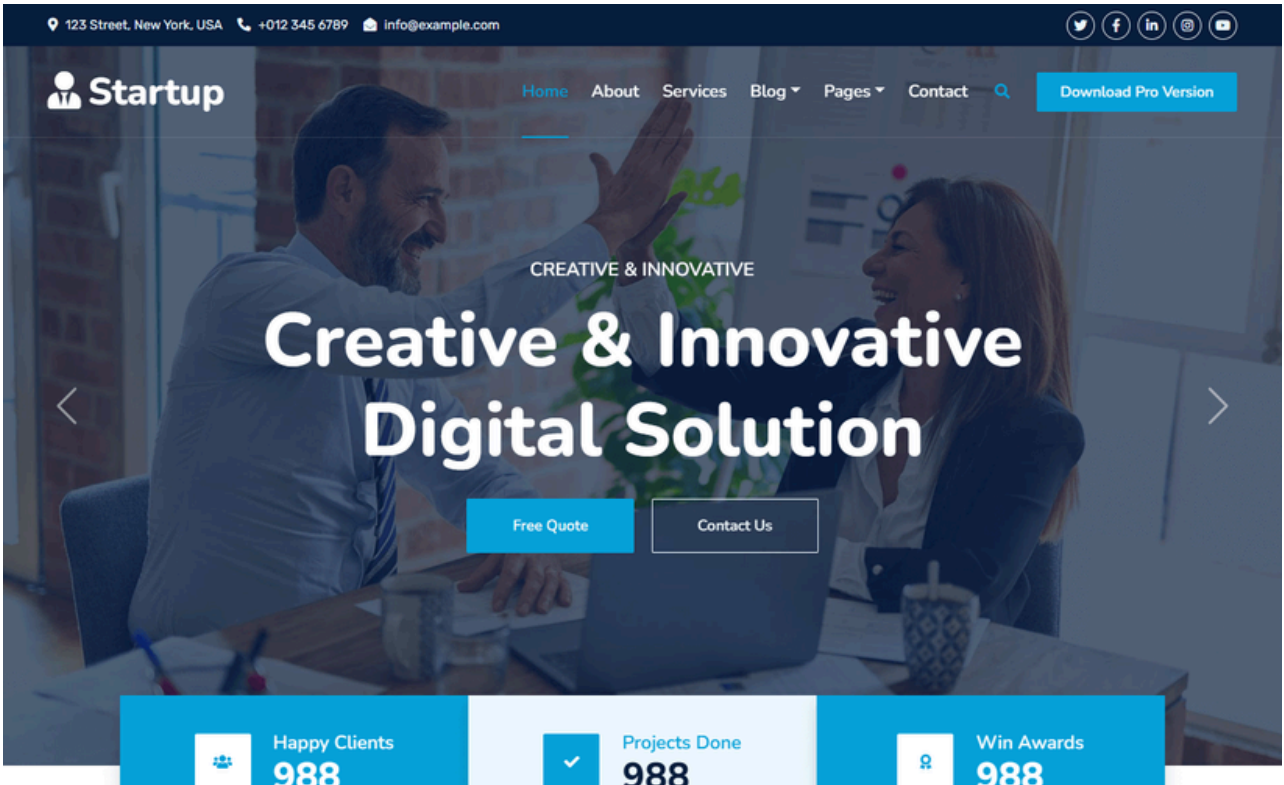 123 Street, New York, USA +012 345 6789 info@example.com
Startup
Home About Services Blog Pages Contact Download Pro Version
CREATIVE & INNOVATIVE
Creative & Innovative
Digital Solution
Free Quote Contact Us
Happy Clients Projects Done Win Awards
988 988 988